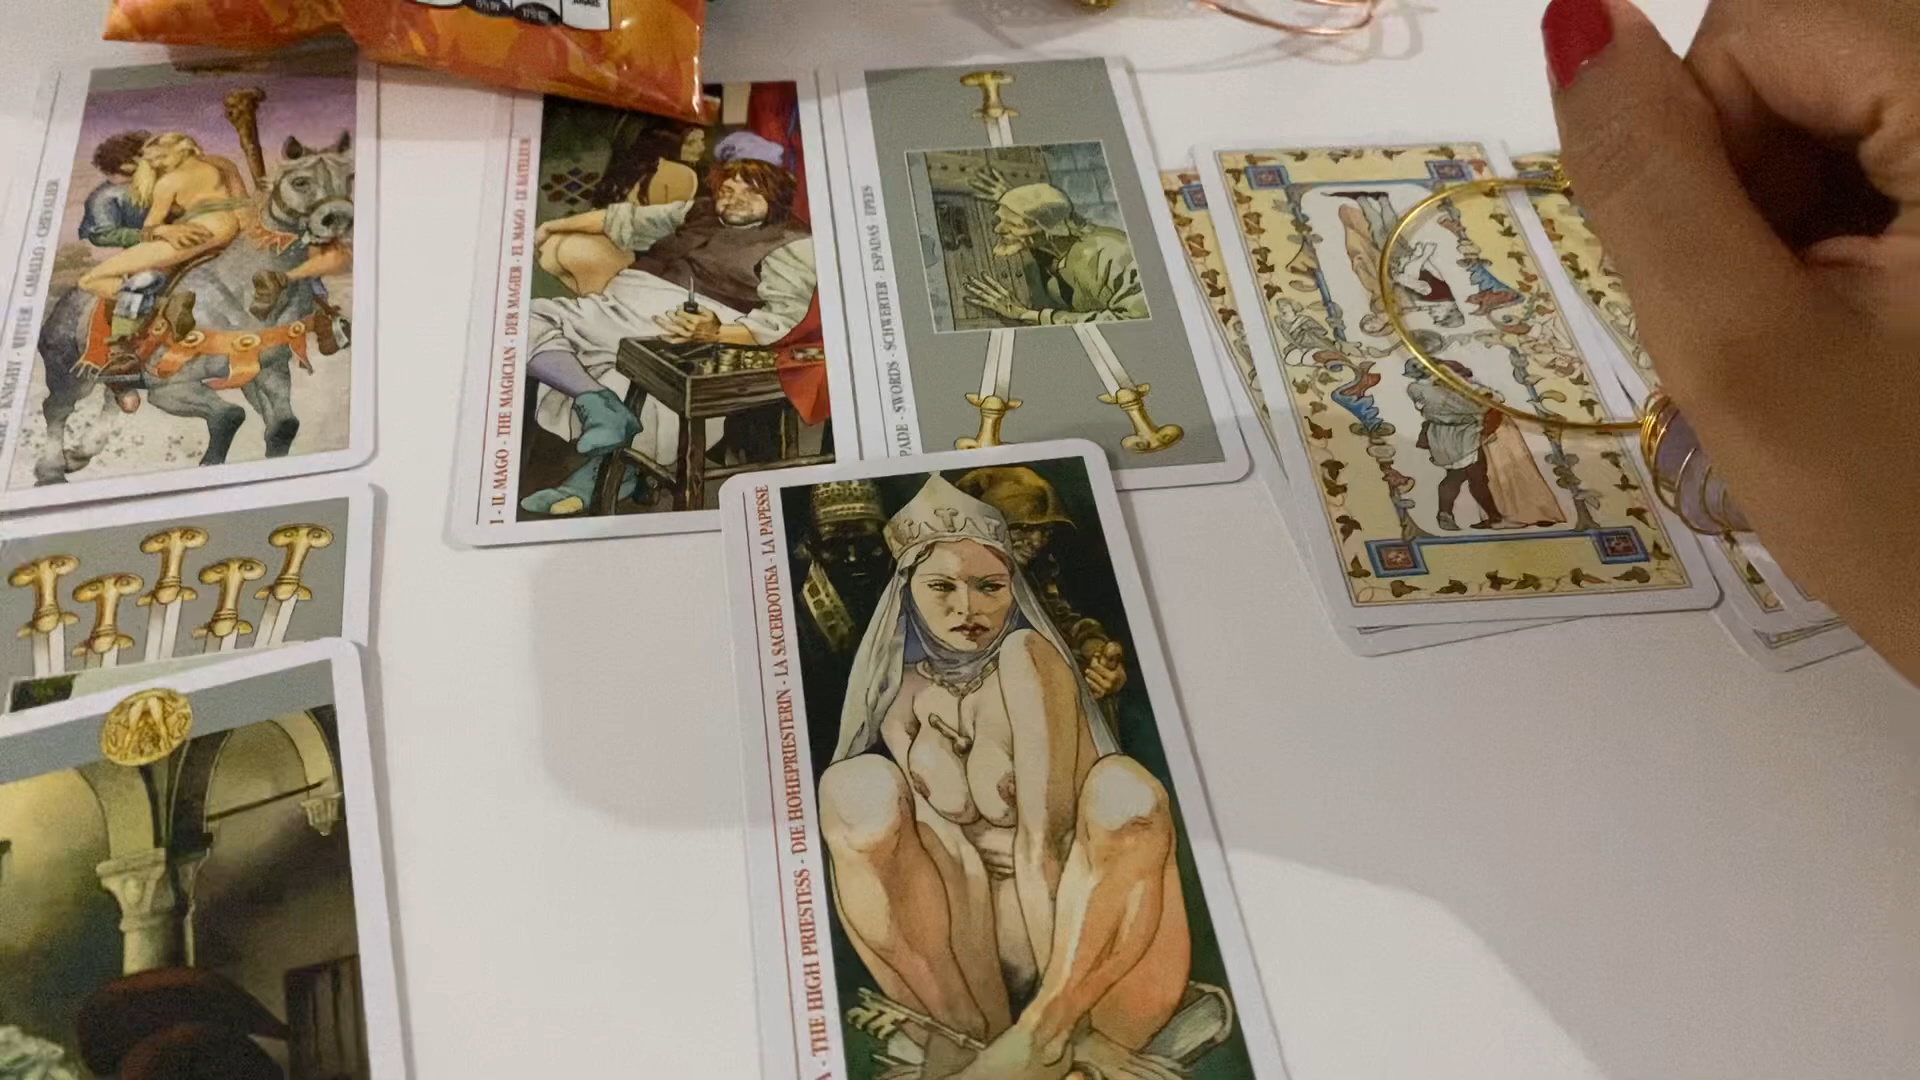 KNIGHT · RITTER · CABALLO · CHEVALIER
I · IL MAGO · THE MAGICIAN · DER MAGIER · EL MAGO · LE BATELEUR
SWORDS · SCHWERTER · ESPADAS · EPEES
THE HIGH PRIESTESS · DIE HOHEPRIESTERIN · LA SACERDOTISA · LA PAPESSE